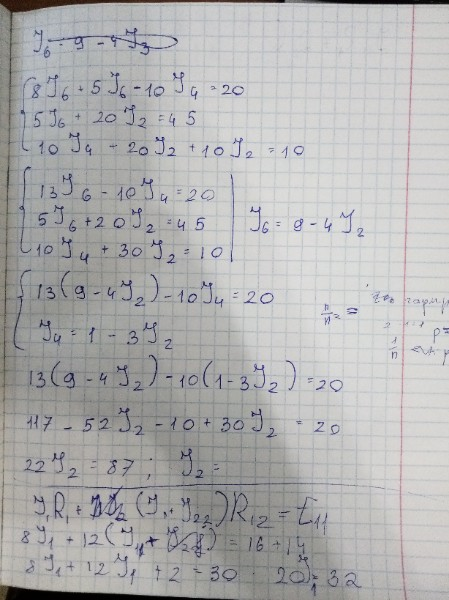 J₆ - 9 - 4J₃
8J₆ + 5J₆ - 10J₄ = 20
5J₆ + 20J₂ = 45
10J₄ - 20J₂ + 10J₂ = 10
13J₆ - 10J₄ = 20
5J₆ + 20J₂ = 45
10J₄ + 30J₂ = 10
J₆ = 9 - 4J₂
13(9 - 4J₂) - 10J₄ = 20
J₄ = 1 - 3J₂
13(9 - 4J₂) - 10(1 - 3J₂) = 20
117 - 52J₂ - 10 + 30J₂ = 20
22J₂ = 87 ; J₂ =
J₁R₁ + (J₁ + J₂₂)R₁₂ = E₁₁
8J₁ + 12(J₁ + ) = 16 + 14
8J₁ + 12J₁ + 2 = 30 20J₁ = 32